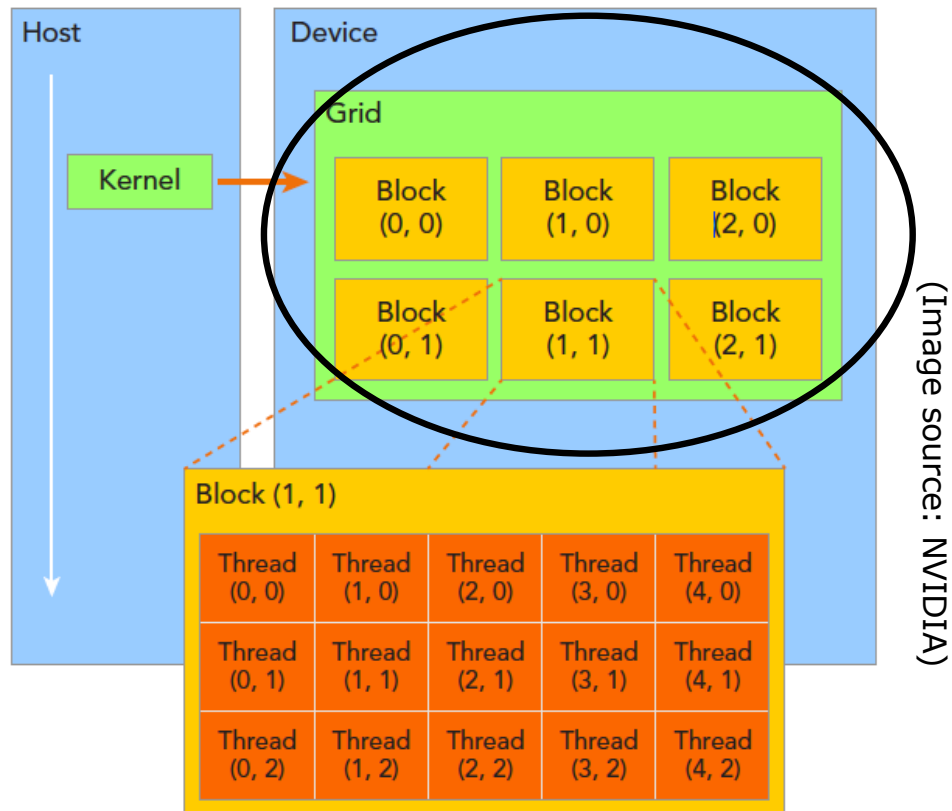 Host
Device
Grid
Kernel
Block
(0, 0)
Block
(1, 0)
Block
(2, 0)
Block
(0, 1)
Block
(1, 1)
Block
(2, 1)
Block (1, 1)
Thread
(0, 0)
Thread
(1, 0)
Thread
(2, 0)
Thread
(3, 0)
Thread
(4, 0)
Thread
(0, 1)
Thread
(1, 1)
Thread
(2, 1)
Thread
(3, 1)
Thread
(4, 1)
Thread
(0, 2)
Thread
(1, 2)
Thread
(2, 2)
Thread
(3, 2)
Thread
(4, 2)
(Image source: NVIDIA)